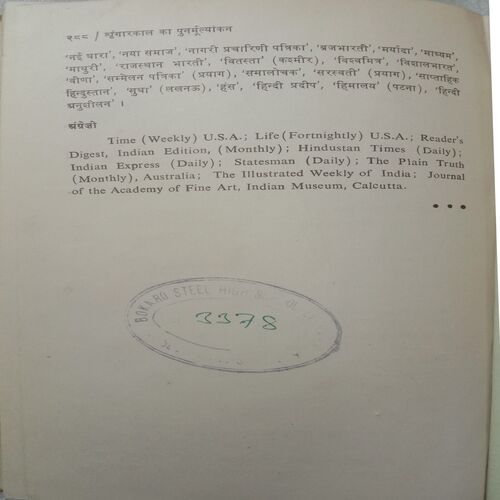 २८८ / शृंगारकाल का पुनर्मूल्यांकन
'नई धारा', 'नया समाज', 'नागरी प्रचारिणी पत्रिका', 'ब्रजभारती', 'मर्यादा', 'माध्यम',
'माधुरी', 'राजस्थान भारती', 'वितस्ता (कश्मीर), 'विश्वमित्र', 'विशालभारत',
'वीणा', 'सम्मेलन पत्रिका (प्रयाग), 'समालोचक', 'सरस्वती (प्रयाग), 'साप्ताहिक
हिन्दुस्तान', 'सुधा' (लखनऊ), 'हंस', 'हिन्दी प्रदीप', 'हिमालय' (पटना), 'हिन्दी
अनुशीलन' ।
अंग्रेज़ी
Time (Weekly) U.S.A.; Life (Fortnightly) U.S.A.; Reader's
Digest, Indian Edition, (Monthly); Hindustan Times (Daily);
Indian Express (Daily); Statesman (Daily); The Plain Truth
(Monthly), Australia; The Illustrated Weekly of India; Journal
of the Academy of Fine Art, Indian Museum, Calcutta.
•••
BOKARO STEEL
3378